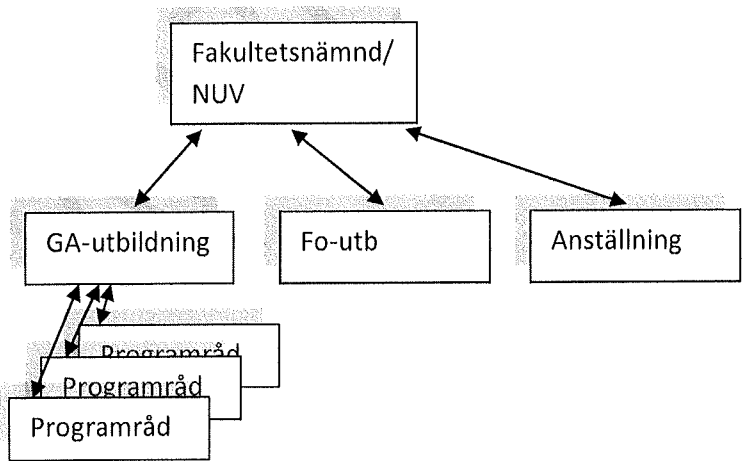 Fakultetsnämnd/
NUV
GA-utbildning
Fo-utb
Anställning
Programråd
Programråd
Programråd